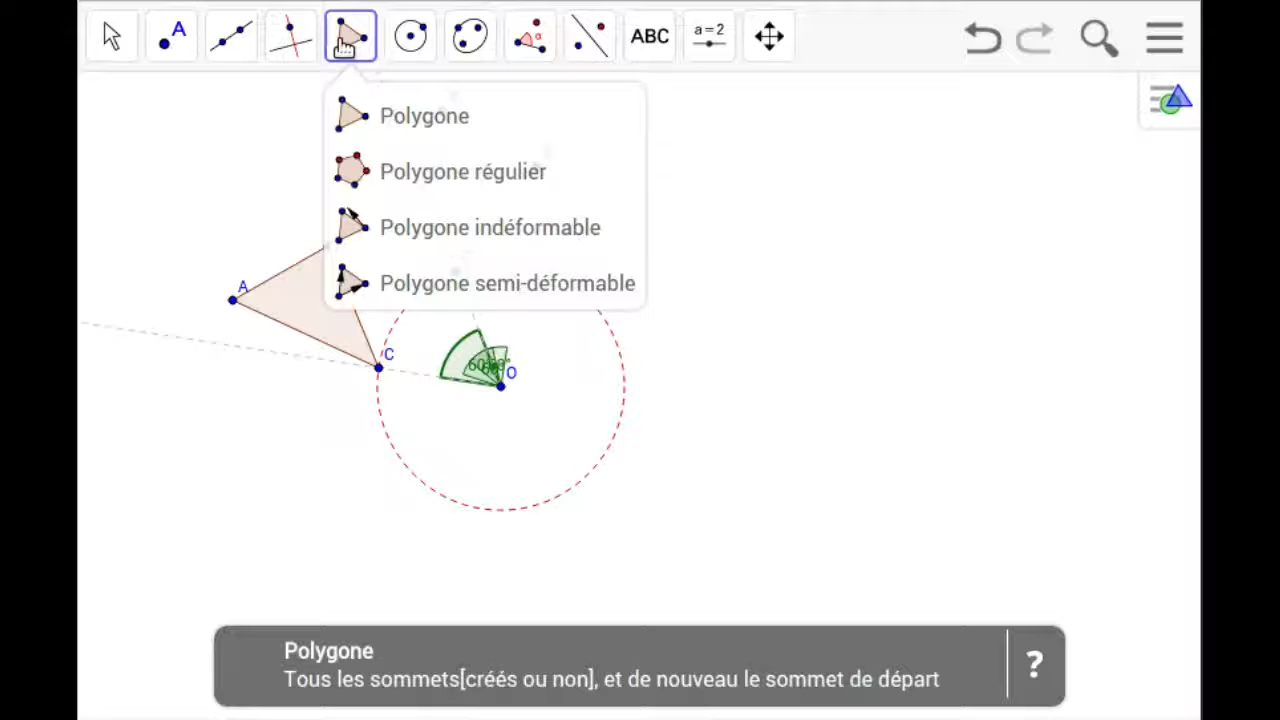 A
ABC
a=2
Polygone
Polygone régulier
Polygone indéformable
Polygone semi-déformable
A
C
O
Polygone
Tous les sommets[créés ou non], et de nouveau le sommet de départ
?